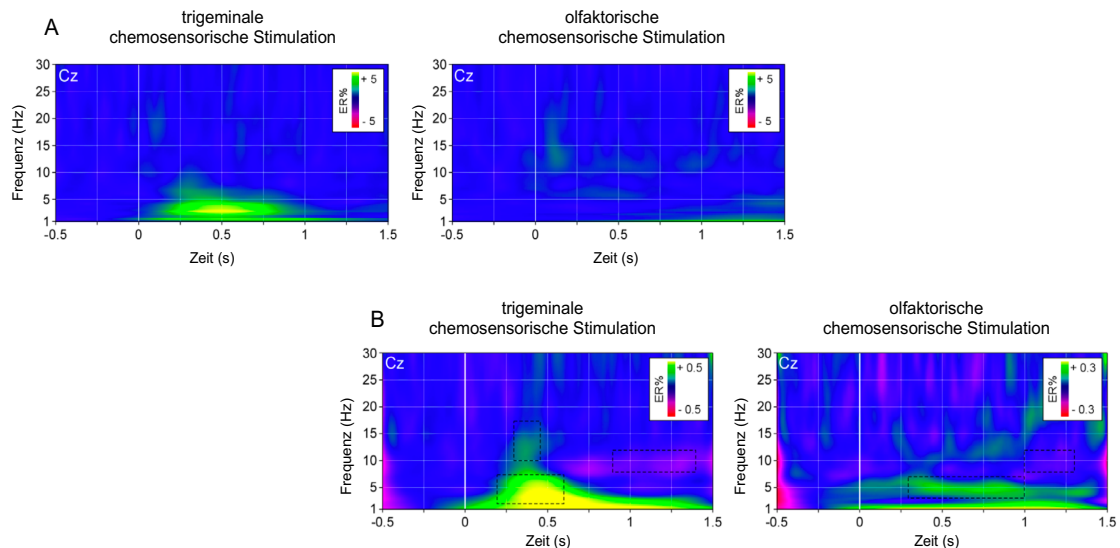 A
trigeminale
chemosensorische Stimulation
olfaktorische
chemosensorische Stimulation
Frequenz (Hz)
30
25
20
15
10
5
1
Cz
ER%
+ 5
- 5
-0.5
0
0.5
1
1.5
Zeit (s)
Frequenz (Hz)
30
25
20
15
10
5
1
Cz
ER%
+ 5
- 5
-0.5
0
0.5
1
1.5
Zeit (s)
B
trigeminale
chemosensorische Stimulation
olfaktorische
chemosensorische Stimulation
Frequenz (Hz)
30
25
20
15
10
5
1
Cz
ER%
+ 0.5
- 0.5
-0.5
0
0.5
1
1.5
Zeit (s)
Frequenz (Hz)
30
25
20
15
10
5
1
Cz
ER%
+ 0.3
- 0.3
-0.5
0
0.5
1
1.5
Zeit (s)